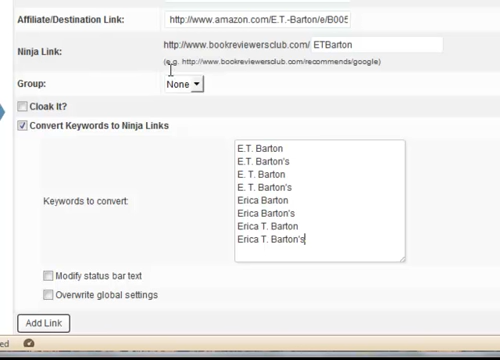 Affiliate/Destination Link: http://www.amazon.com/E.T.-Barton/e/B005
Ninja Link: http://www.bookreviewersclub.com/ ETBarton
(e.g. http://www.bookreviewersclub.com/recommends/google)
Group: None
Cloak It?
Convert Keywords to Ninja Links
E.T. Barton
E.T. Barton's
E. T. Barton
E. T. Barton's
Erica Barton
Keywords to convert:
Erica Barton's
Erica T. Barton
Erica T. Barton's
Modify status bar text
Overwrite global settings
Add Link
ed